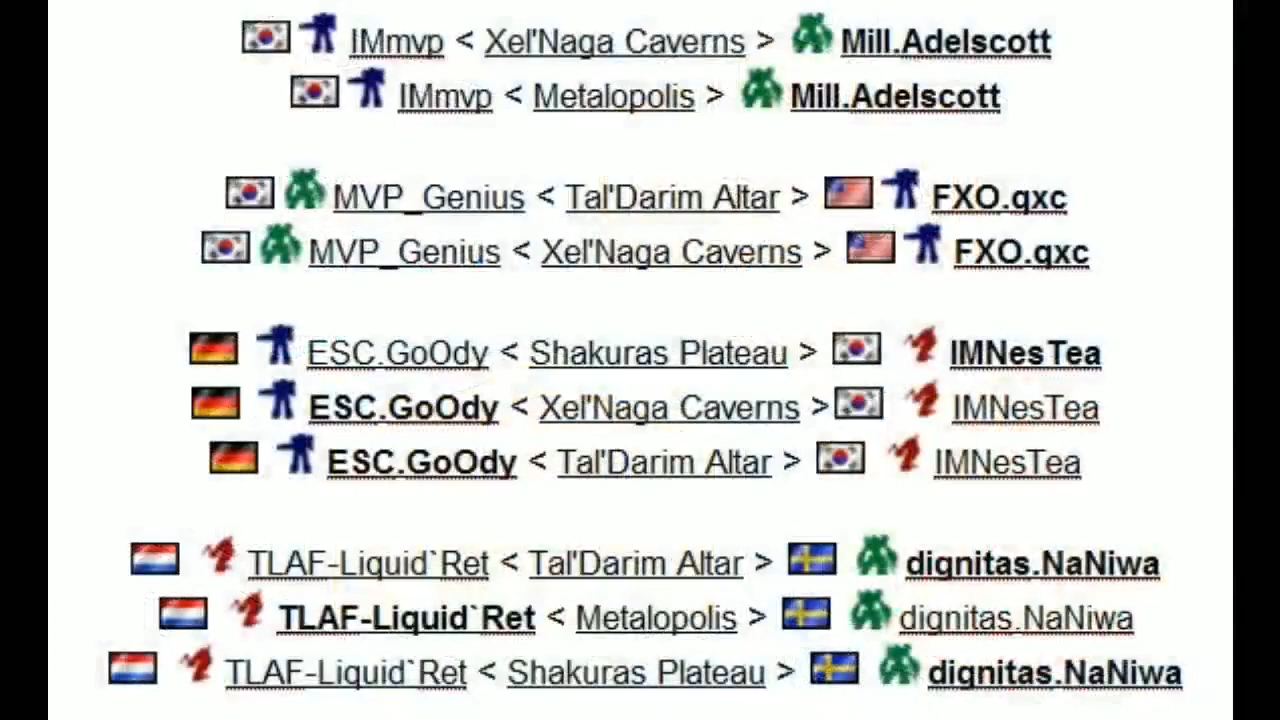 IMmvp < Xel'Naga Caverns > Mill.Adelscott
IMmvp < Metalopolis > Mill.Adelscott
MVP_Genius < Tal'Darim Altar > FXO.qxc
MVP_Genius < Xel'Naga Caverns > FXO.qxc
ESC.GoOdy < Shakuras Plateau > IMNesTea
ESC.GoOdy < Xel'Naga Caverns > IMNesTea
ESC.GoOdy < Tal'Darim Altar > IMNesTea
TLAF-Liquid`Ret < Tal'Darim Altar > dignitas.NaNiwa
TLAF-Liquid`Ret < Metalopolis > dignitas.NaNiwa
TLAF-Liquid`Ret < Shakuras Plateau > dignitas.NaNiwa